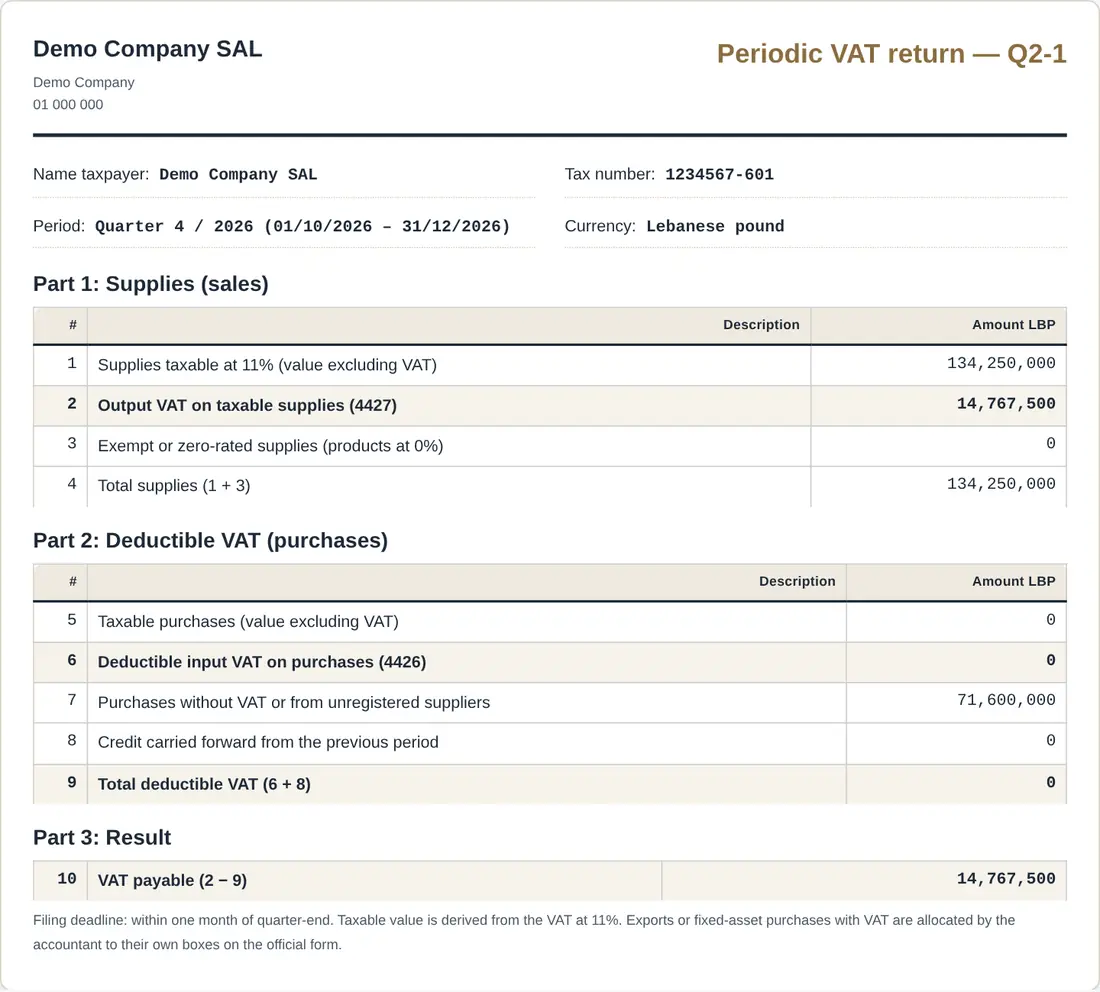 Demo Company SAL
Periodic VAT return — Q2-1
Demo Company
01 000 000
Name taxpayer: Demo Company SAL
Tax number: 1234567-601
Period: Quarter 4 / 2026 (01/10/2026 – 31/12/2026)
Currency: Lebanese pound
Part 1: Supplies (sales)
# Description Amount LBP
1 Supplies taxable at 11% (value excluding VAT) 134,250,000
2 Output VAT on taxable supplies (4427) 14,767,500
3 Exempt or zero-rated supplies (products at 0%) 0
4 Total supplies (1 + 3) 134,250,000
Part 2: Deductible VAT (purchases)
# Description Amount LBP
5 Taxable purchases (value excluding VAT) 0
6 Deductible input VAT on purchases (4426) 0
7 Purchases without VAT or from unregistered suppliers 71,600,000
8 Credit carried forward from the previous period 0
9 Total deductible VAT (6 + 8) 0
Part 3: Result
10 VAT payable (2 − 9) 14,767,500
Filing deadline: within one month of quarter-end. Taxable value is derived from the VAT at 11%. Exports or fixed-asset purchases with VAT are allocated by the
accountant to their own boxes on the official form.